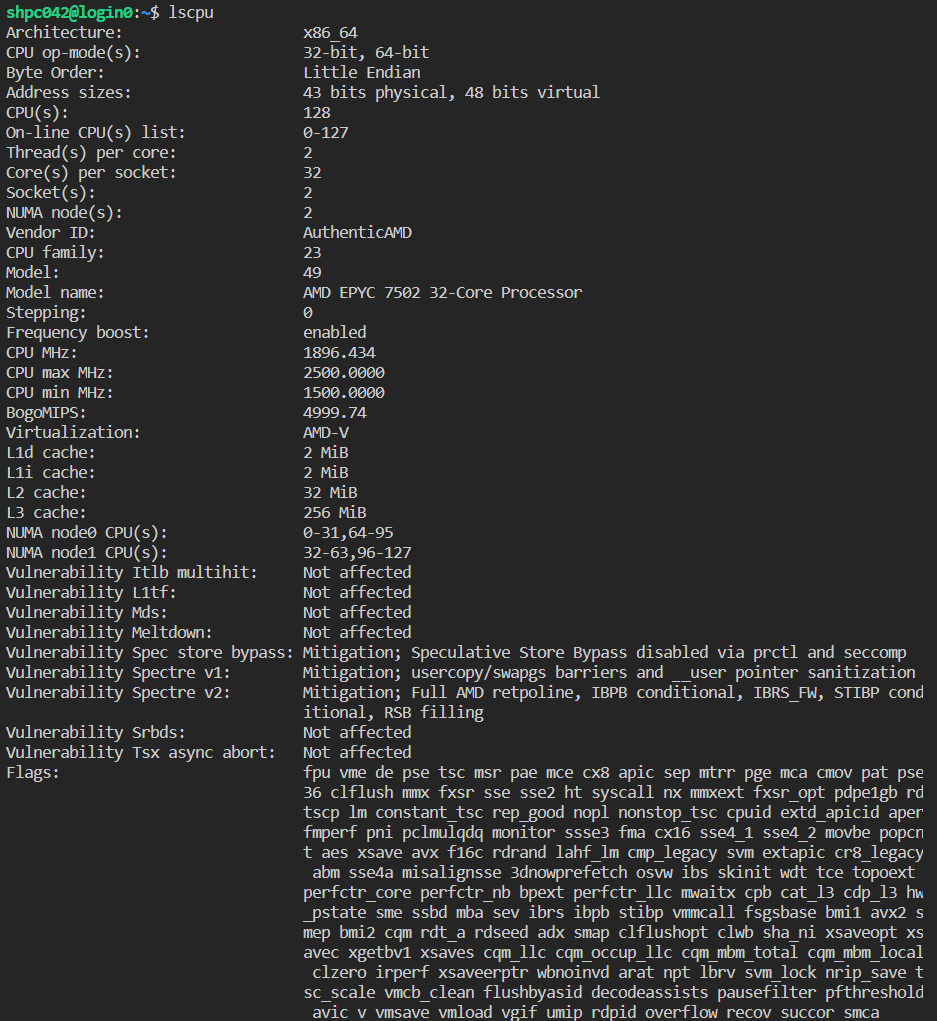 shpc042@login0:~$ lscpu
Architecture: x86_64
CPU op-mode(s): 32-bit, 64-bit
Byte Order: Little Endian
Address sizes: 43 bits physical, 48 bits virtual
CPU(s): 128
On-line CPU(s) list: 0-127
Thread(s) per core: 2
Core(s) per socket: 32
Socket(s): 2
NUMA node(s): 2
Vendor ID: AuthenticAMD
CPU family: 23
Model: 49
Model name: AMD EPYC 7502 32-Core Processor
Stepping: 0
Frequency boost: enabled
CPU MHz: 1896.434
CPU max MHz: 2500.0000
CPU min MHz: 1500.0000
BogoMIPS: 4999.74
Virtualization: AMD-V
L1d cache: 2 MiB
L1i cache: 2 MiB
L2 cache: 32 MiB
L3 cache: 256 MiB
NUMA node0 CPU(s): 0-31,64-95
NUMA node1 CPU(s): 32-63,96-127
Vulnerability Itlb multihit: Not affected
Vulnerability L1tf: Not affected
Vulnerability Mds: Not affected
Vulnerability Meltdown: Not affected
Vulnerability Spec store bypass: Mitigation; Speculative Store Bypass disabled via prctl and seccomp
Vulnerability Spectre v1: Mitigation; usercopy/swapgs barriers and __user pointer sanitization
Vulnerability Spectre v2: Mitigation; Full AMD retpoline, IBPB conditional, IBRS_FW, STIBP cond
itional, RSB filling
Vulnerability Srbds: Not affected
Vulnerability Tsx async abort: Not affected
Flags: fpu vme de pse tsc msr pae mce cx8 apic sep mtrr pge mca cmov pat pse
36 clflush mmx fxsr sse sse2 ht syscall nx mmxext fxsr_opt pdpe1gb rd
tscp lm constant_tsc rep_good nopl nonstop_tsc cpuid extd_apicid aper
fmperf pni pclmulqdq monitor ssse3 fma cx16 sse4_1 sse4_2 movbe popcn
t aes xsave avx f16c rdrand lahf_lm cmp_legacy svm extapic cr8_legacy
abm sse4a misalignsse 3dnowprefetch osvw ibs skinit wdt tce topoext
perfctr_core perfctr_nb bpext perfctr_llc mwaitx cpb cat_l3 cdp_l3 hw
_pstate sme ssbd mba sev ibrs ibpb stibp vmmcall fsgsbase bmi1 avx2 s
mep bmi2 cqm rdt_a rdseed adx smap clflushopt clwb sha_ni xsaveopt xs
avec xgetbv1 xsaves cqm_llc cqm_occup_llc cqm_mbm_total cqm_mbm_local
clzero irperf xsaveerptr wbnoinvd arat npt lbrv svm_lock nrip_save t
sc_scale vmcb_clean flushbyasid decodeassists pausefilter pfthreshold
avic v_vmsave_vmload vgif umip rdpid overflow_recov succor smca